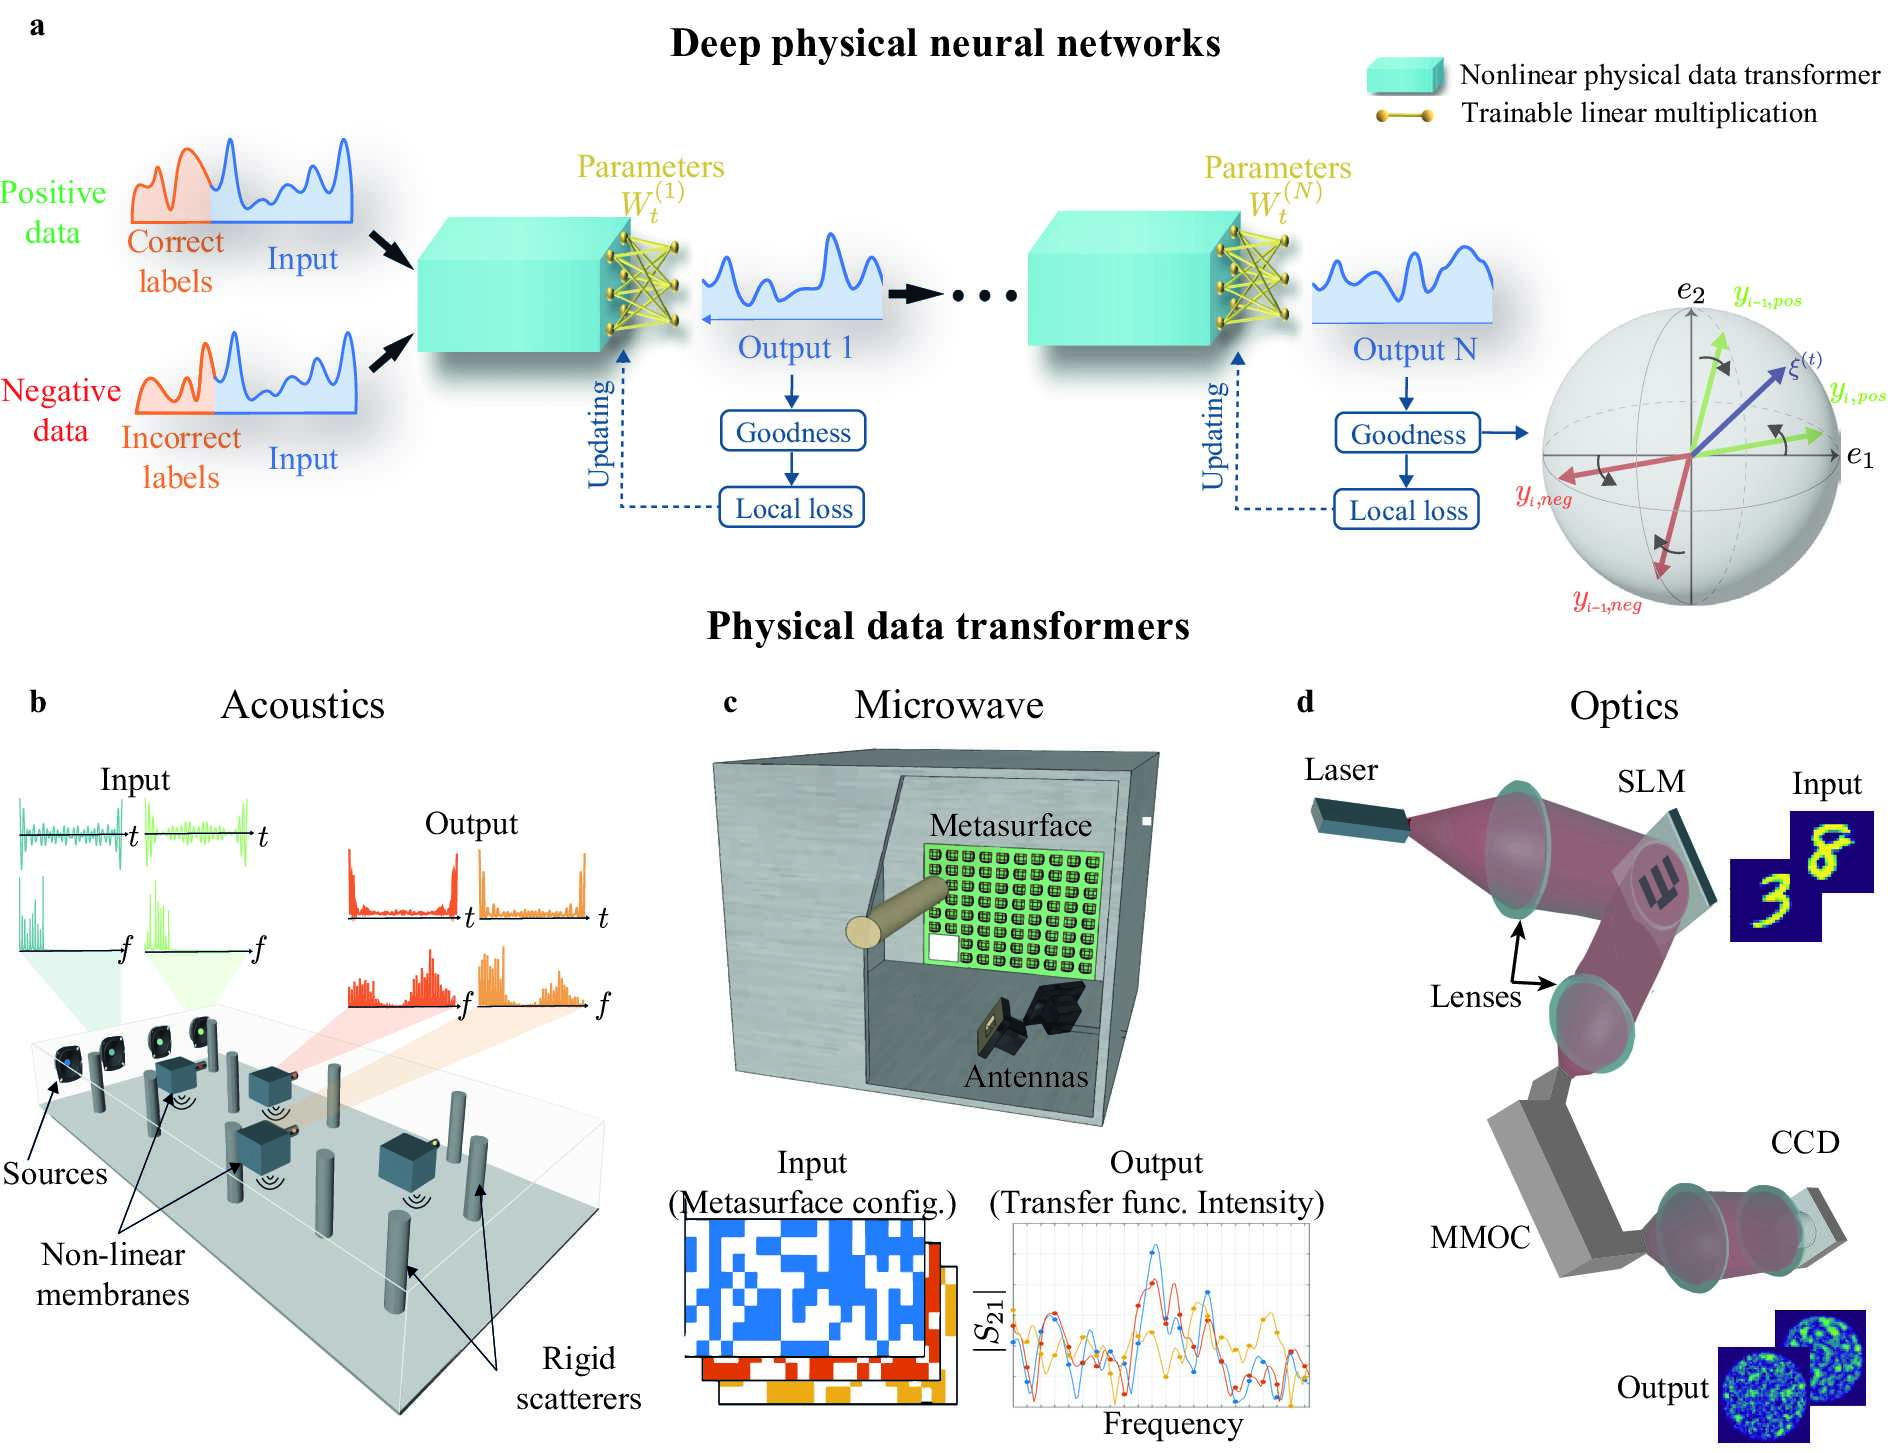 a
Deep physical neural networks
Nonlinear physical data transformer
Trainable linear multiplication
Positive
data
Correct
labels
Input
Negative
data
Incorrect
labels
Input
Parameters
W_t^{(1)}
Output 1
Updating
Goodness
Local loss
Parameters
W_t^{(N)}
Output N
Updating
Goodness
Local loss
e_2
y_{i-1,pos}
ξ^{(t)}
y_{i,pos}
e_1
y_{i,neg}
y_{i-1,neg}
Physical data transformers
b
Acoustics
Input
t
t
f
f
Output
t
t
f
f
Sources
Non-linear
membranes
Rigid
scatterers
c
Microwave
Metasurface
Antennas
Input
(Metasurface config.)
Output
(Transfer func. Intensity)
|S_{21}|
Frequency
d
Optics
Laser
SLM
Input
8
3
Lenses
MMOC
CCD
Output